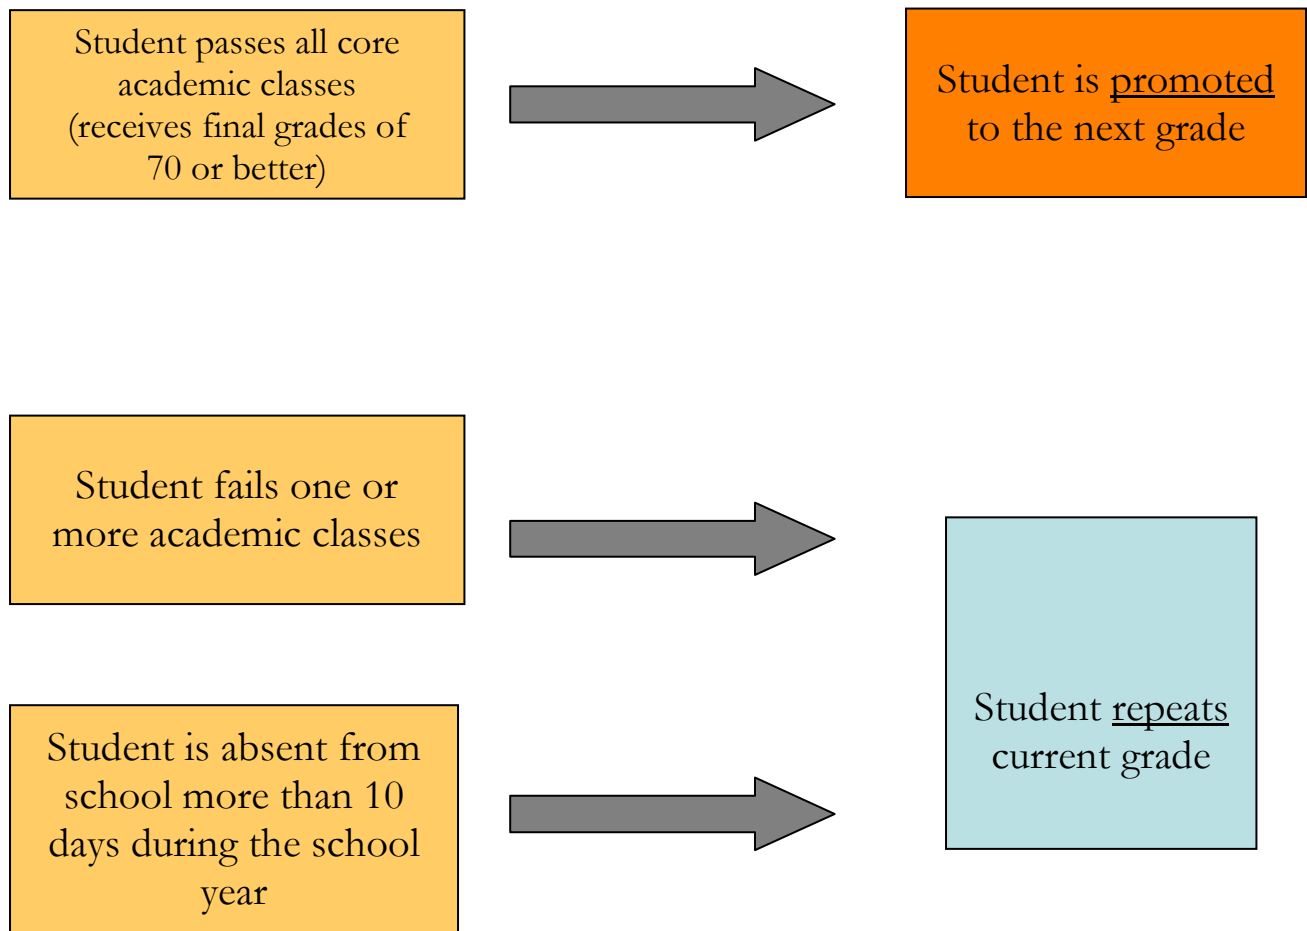 Student passes all core
academic classes
(receives final grades of
70 or better)
Student is promoted
to the next grade
Student fails one or
more academic classes
Student is absent from
school more than 10
days during the school
year
Student repeats
current grade